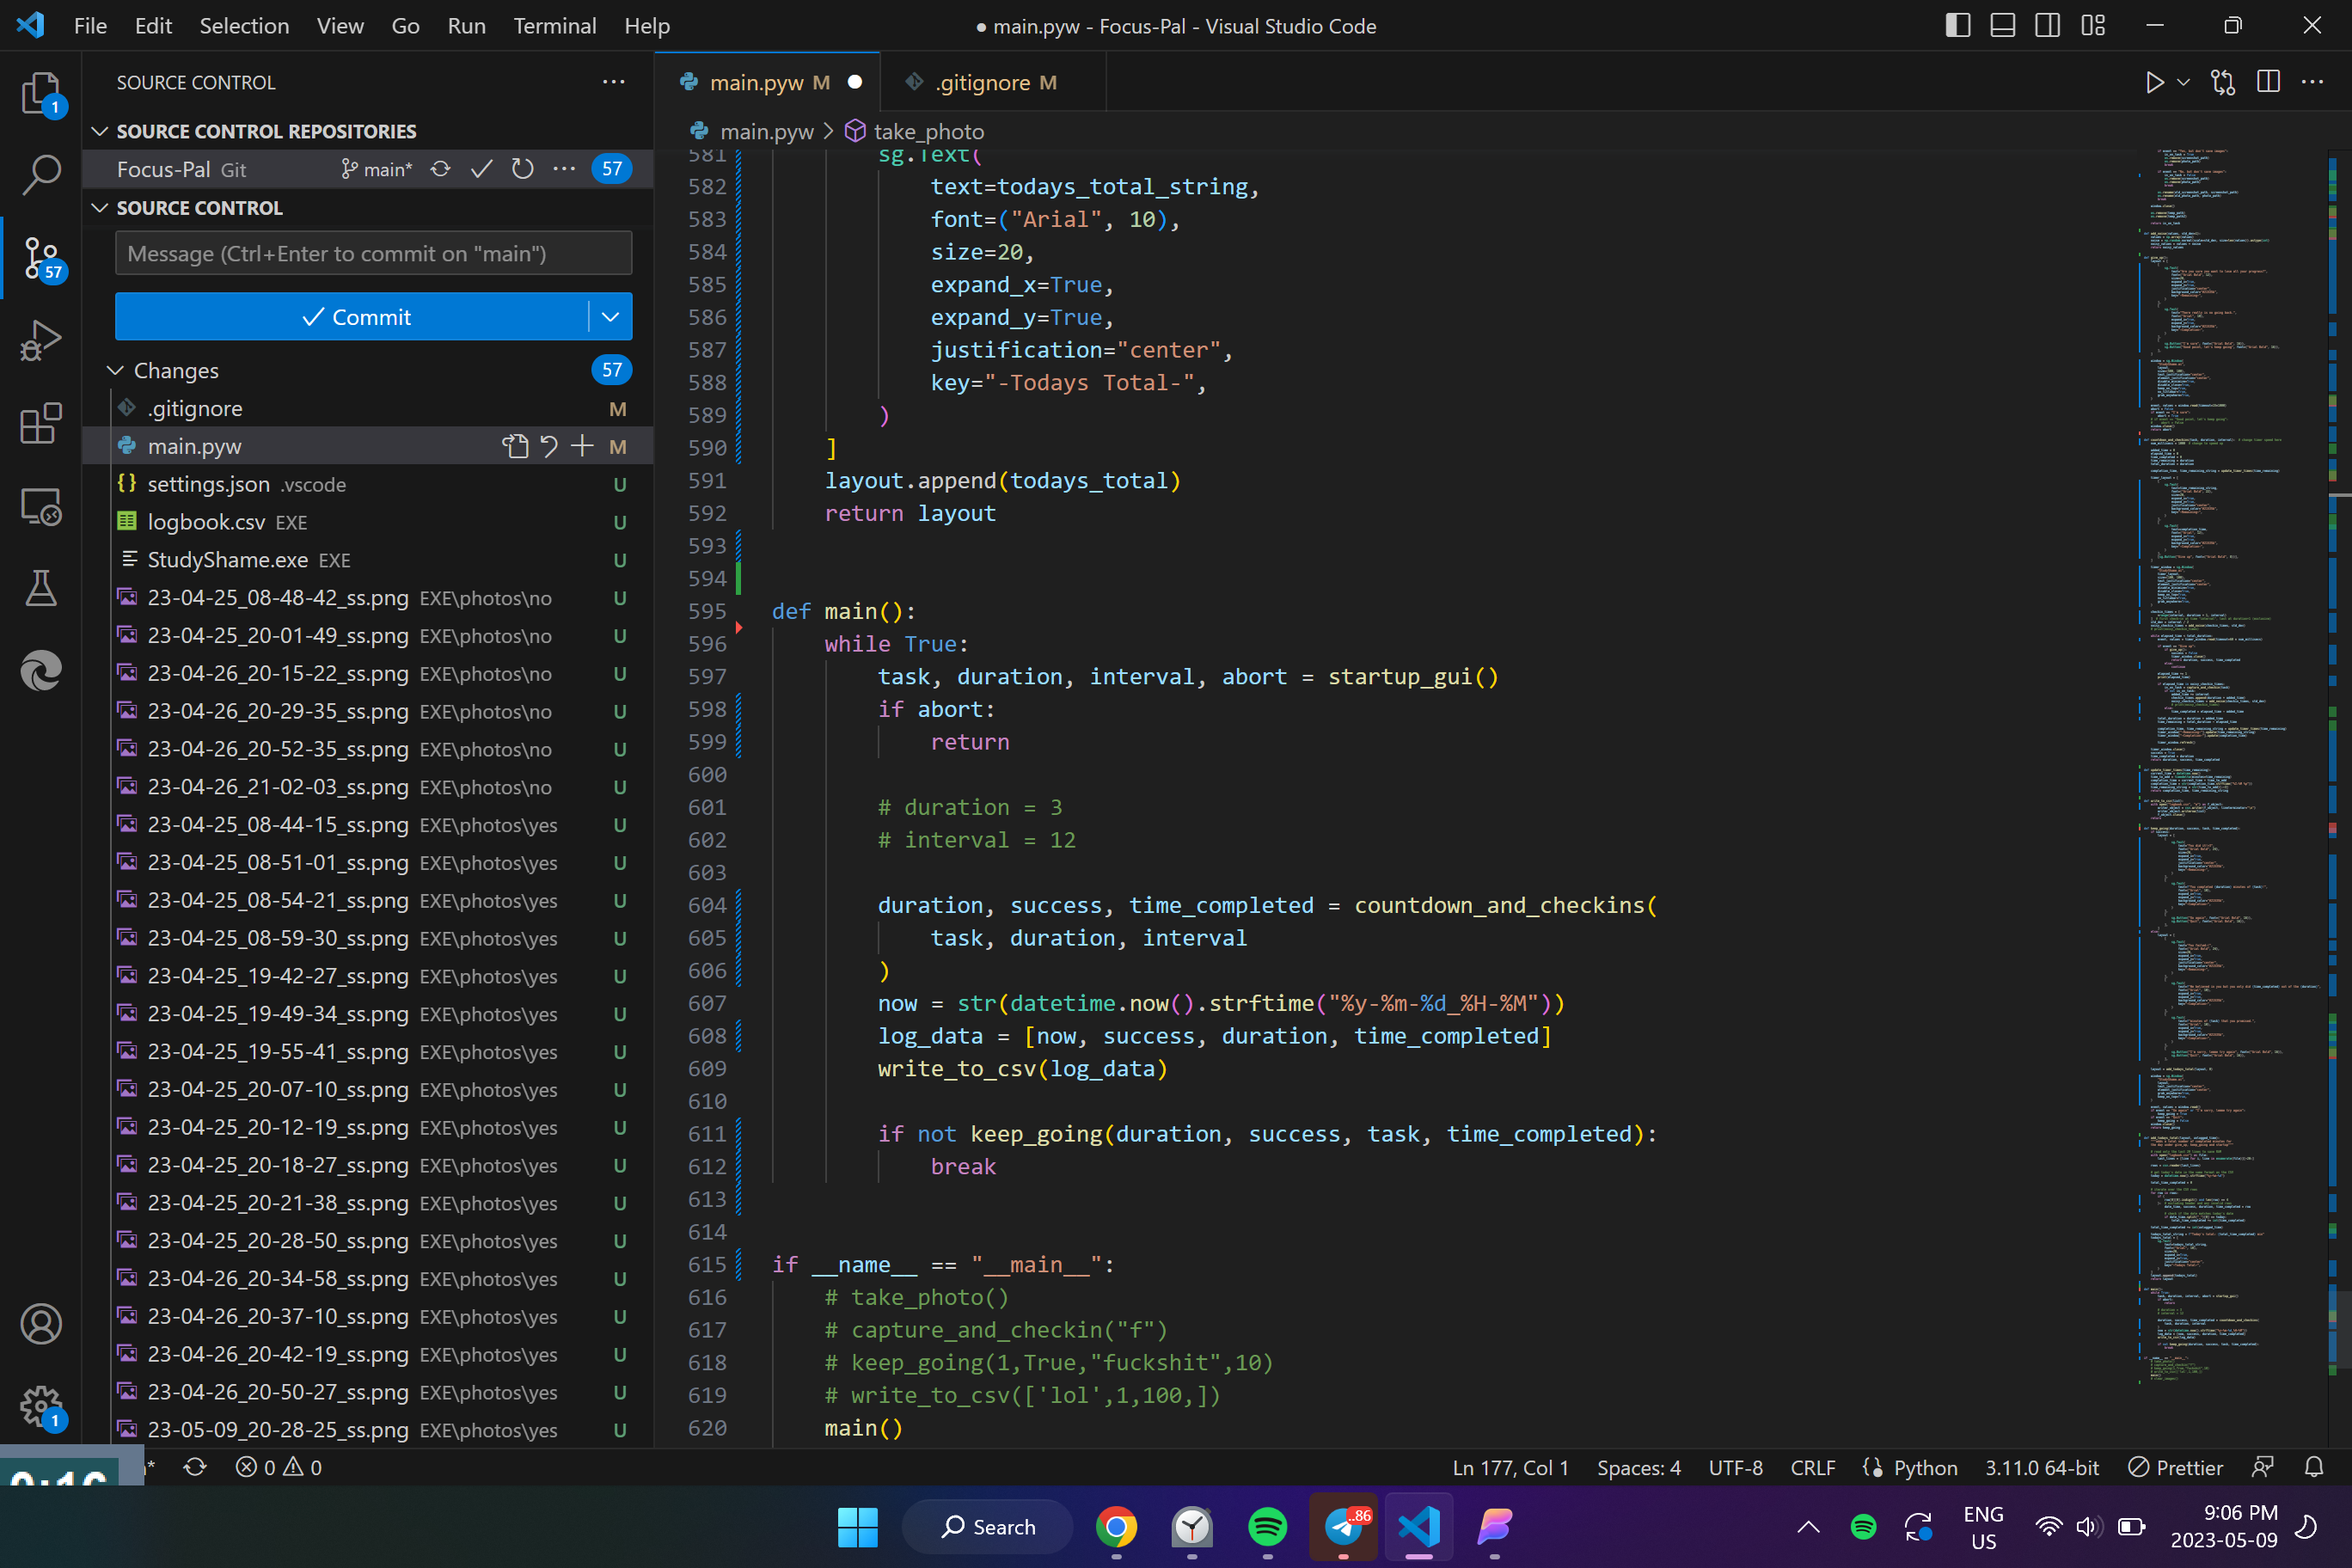 File Edit Selection View Go Run Terminal Help
● main.pyw - Focus-Pal - Visual Studio Code
1
57
1
SOURCE CONTROL
SOURCE CONTROL REPOSITORIES
Focus-Pal Git main* 57
SOURCE CONTROL
Message (Ctrl+Enter to commit on "main")
Commit
Changes 57
.gitignore M
main.pyw M
settings.json .vscode U
logbook.csv EXE U
StudyShame.exe EXE U
23-04-25_08-48-42_ss.png EXE\photos\no U
23-04-25_20-01-49_ss.png EXE\photos\no U
23-04-26_20-15-22_ss.png EXE\photos\no U
23-04-26_20-29-35_ss.png EXE\photos\no U
23-04-26_20-52-35_ss.png EXE\photos\no U
23-04-26_21-02-03_ss.png EXE\photos\no U
23-04-25_08-44-15_ss.png EXE\photos\yes U
23-04-25_08-51-01_ss.png EXE\photos\yes U
23-04-25_08-54-21_ss.png EXE\photos\yes U
23-04-25_08-59-30_ss.png EXE\photos\yes U
23-04-25_19-42-27_ss.png EXE\photos\yes U
23-04-25_19-49-34_ss.png EXE\photos\yes U
23-04-25_19-55-41_ss.png EXE\photos\yes U
23-04-25_20-07-10_ss.png EXE\photos\yes U
23-04-25_20-12-19_ss.png EXE\photos\yes U
23-04-25_20-18-27_ss.png EXE\photos\yes U
23-04-25_20-21-38_ss.png EXE\photos\yes U
23-04-25_20-28-50_ss.png EXE\photos\yes U
23-04-26_20-34-58_ss.png EXE\photos\yes U
23-04-26_20-37-10_ss.png EXE\photos\yes U
23-04-26_20-42-19_ss.png EXE\photos\yes U
23-04-26_20-50-27_ss.png EXE\photos\yes U
23-05-09_20-28-25_ss.png EXE\photos\yes U
main.pyw M
.gitignore M
main.pyw > take_photo
581 sg.Text(
582 text=todays_total_string,
583 font=("Arial", 10),
584 size=20,
585 expand_x=True,
586 expand_y=True,
587 justification="center",
588 key="-Todays Total-",
589 )
590 ]
591 layout.append(todays_total)
592 return layout
593
594
595 def main():
596 while True:
597 task, duration, interval, abort = startup_gui()
598 if abort:
599 return
600
601 # duration = 3
602 # interval = 12
603
604 duration, success, time_completed = countdown_and_checkins(
605 task, duration, interval
606 )
607 now = str(datetime.now().strftime("%y-%m-%d_%H-%M"))
608 log_data = [now, success, duration, time_completed]
609 write_to_csv(log_data)
610
611 if not keep_going(duration, success, task, time_completed):
612 break
613
614
615 if __name__ == "__main__":
616 # take_photo()
617 # capture_and_checkin("f")
618 # keep_going(1,True,"fuckshit",10)
619 # write_to_csv(['lol',1,100,])
620 main()
0:16
* 0 0
Ln 177, Col 1 Spaces: 4 UTF-8 CRLF Python 3.11.0 64-bit Prettier
Search
..86
ENG
US
9:06 PM
2023-05-09